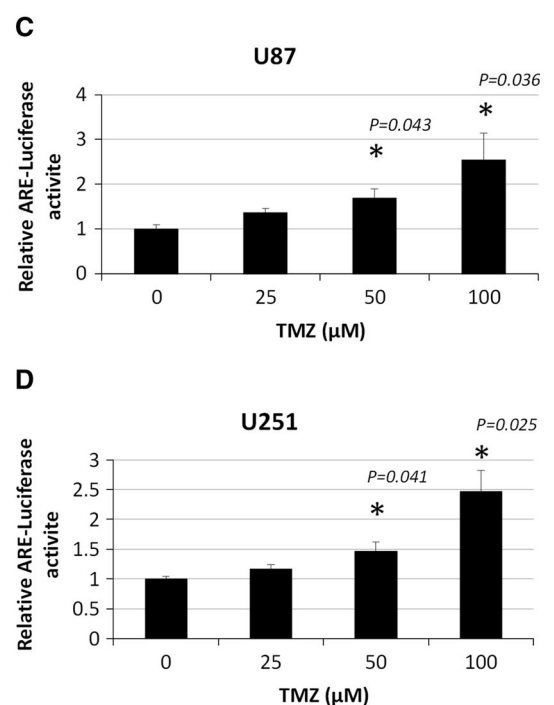 C
U87
P=0.036
P=0.043
*
*
Relative ARE-Luciferase
activite
4
3
2
1
0
0 25 50 100
TMZ (μM)
D
U251
P=0.025
P=0.041
*
*
Relative ARE-Luciferase
activite
3
2.5
2
1.5
1
0.5
0
0 25 50 100
TMZ (μM)